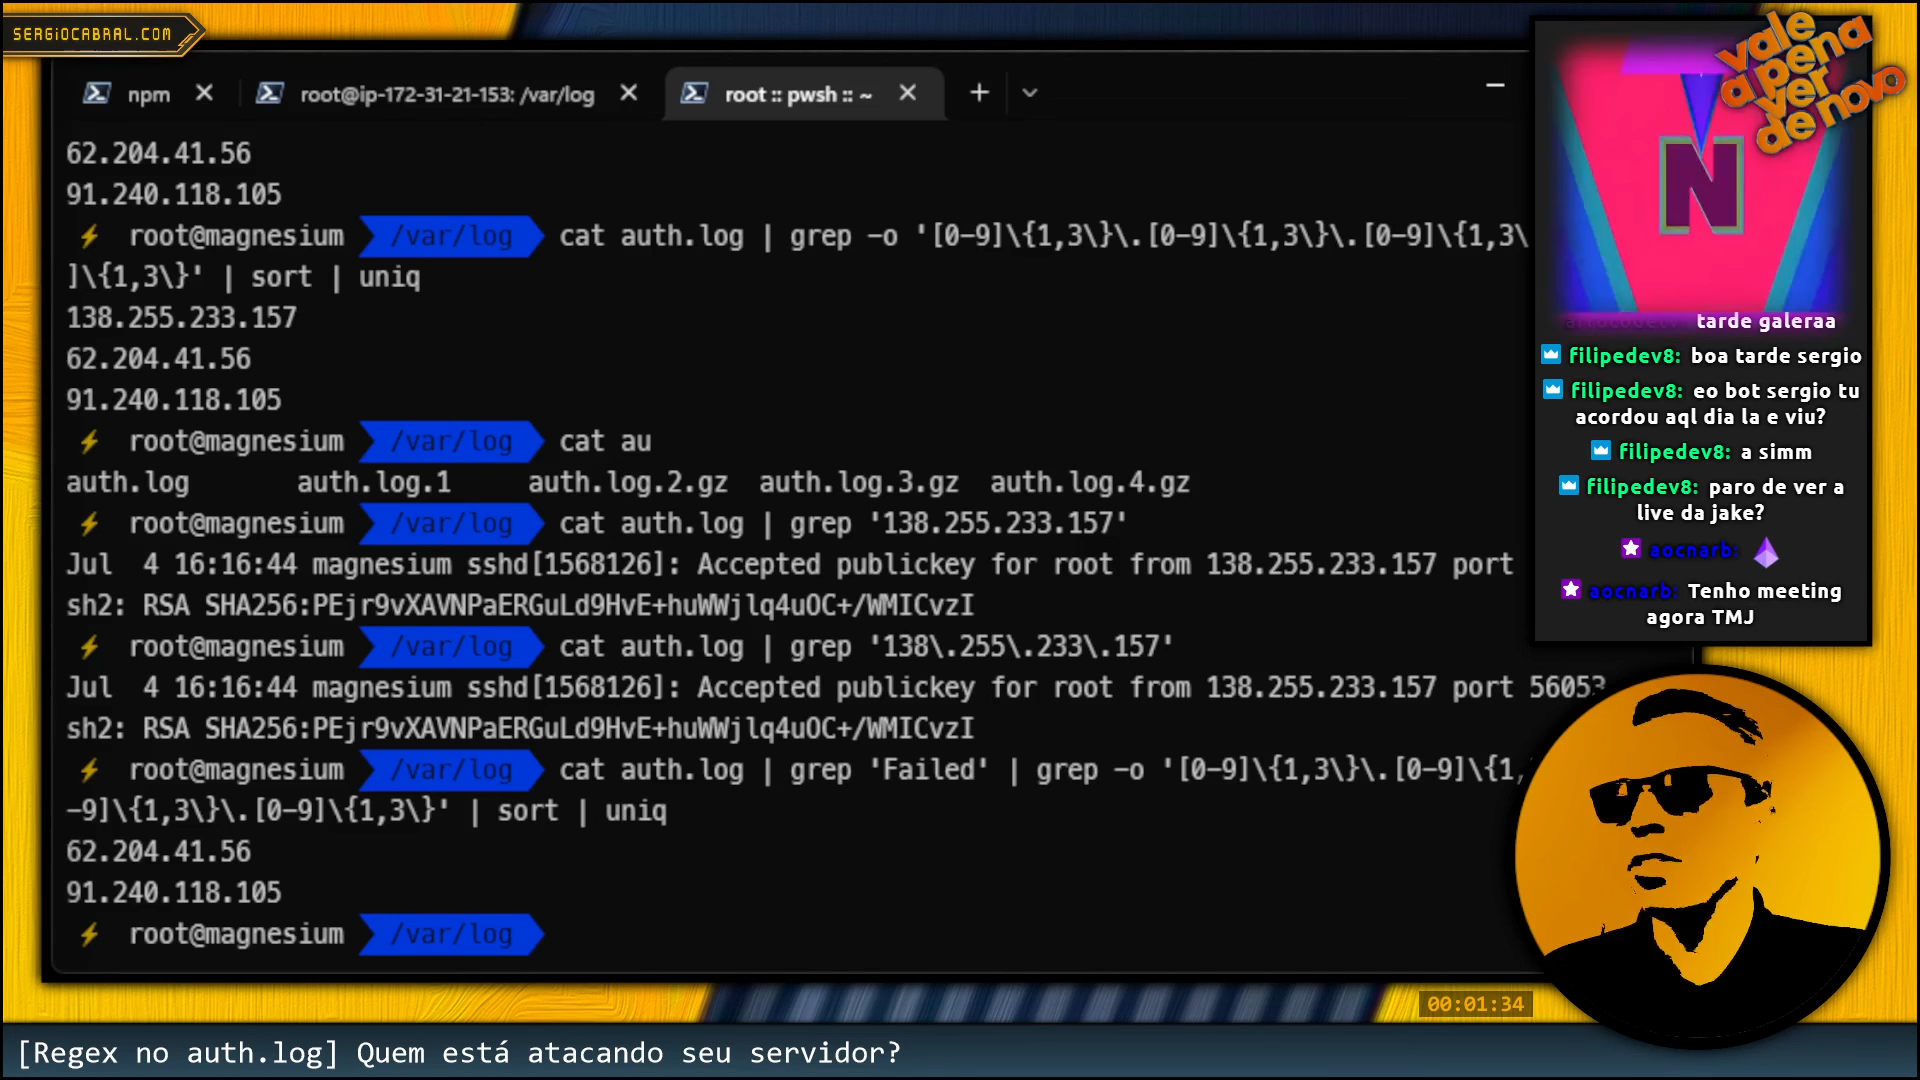 SERGIOCABRAL.COM
npm
root@ip-172-31-21-153: /var/log
root :: pwsh :: ~
62.204.41.56
91.240.118.105
root@magnesium /var/log cat auth.log | grep -o '[0-9]\{1,3\}\.[0-9]\{1,3\}\.[0-9]\{1,3\
]\{1,3\}' | sort | uniq
138.255.233.157
62.204.41.56
91.240.118.105
root@magnesium /var/log cat au
auth.log auth.log.1 auth.log.2.gz auth.log.3.gz auth.log.4.gz
root@magnesium /var/log cat auth.log | grep '138.255.233.157'
Jul 4 16:16:44 magnesium sshd[1568126]: Accepted publickey for root from 138.255.233.157 port
sh2: RSA SHA256:PEjr9vXAVNPaERGuLd9HvE+huWWjlq4uOC+/WMICvzI
root@magnesium /var/log cat auth.log | grep '138\.255\.233\.157'
Jul 4 16:16:44 magnesium sshd[1568126]: Accepted publickey for root from 138.255.233.157 port 56053
sh2: RSA SHA256:PEjr9vXAVNPaERGuLd9HvE+huWWjlq4uOC+/WMICvzI
root@magnesium /var/log cat auth.log | grep 'Failed' | grep -o '[0-9]\{1,3\}\.[0-9]\{1,
-9]\{1,3\}\.[0-9]\{1,3\}' | sort | uniq
62.204.41.56
91.240.118.105
root@magnesium /var/log
vale
a pena
ver
de novo
N
tarde galeraa
filipedev8: boa tarde sergio
filipedev8: eo bot sergio tu
acordou aql dia la e viu?
filipedev8: a simm
filipedev8: paro de ver a
live da jake?
aocnarb:
aocnarb: Tenho meeting
agora TMJ
00:01:34
[Regex no auth.log] Quem está atacando seu servidor?